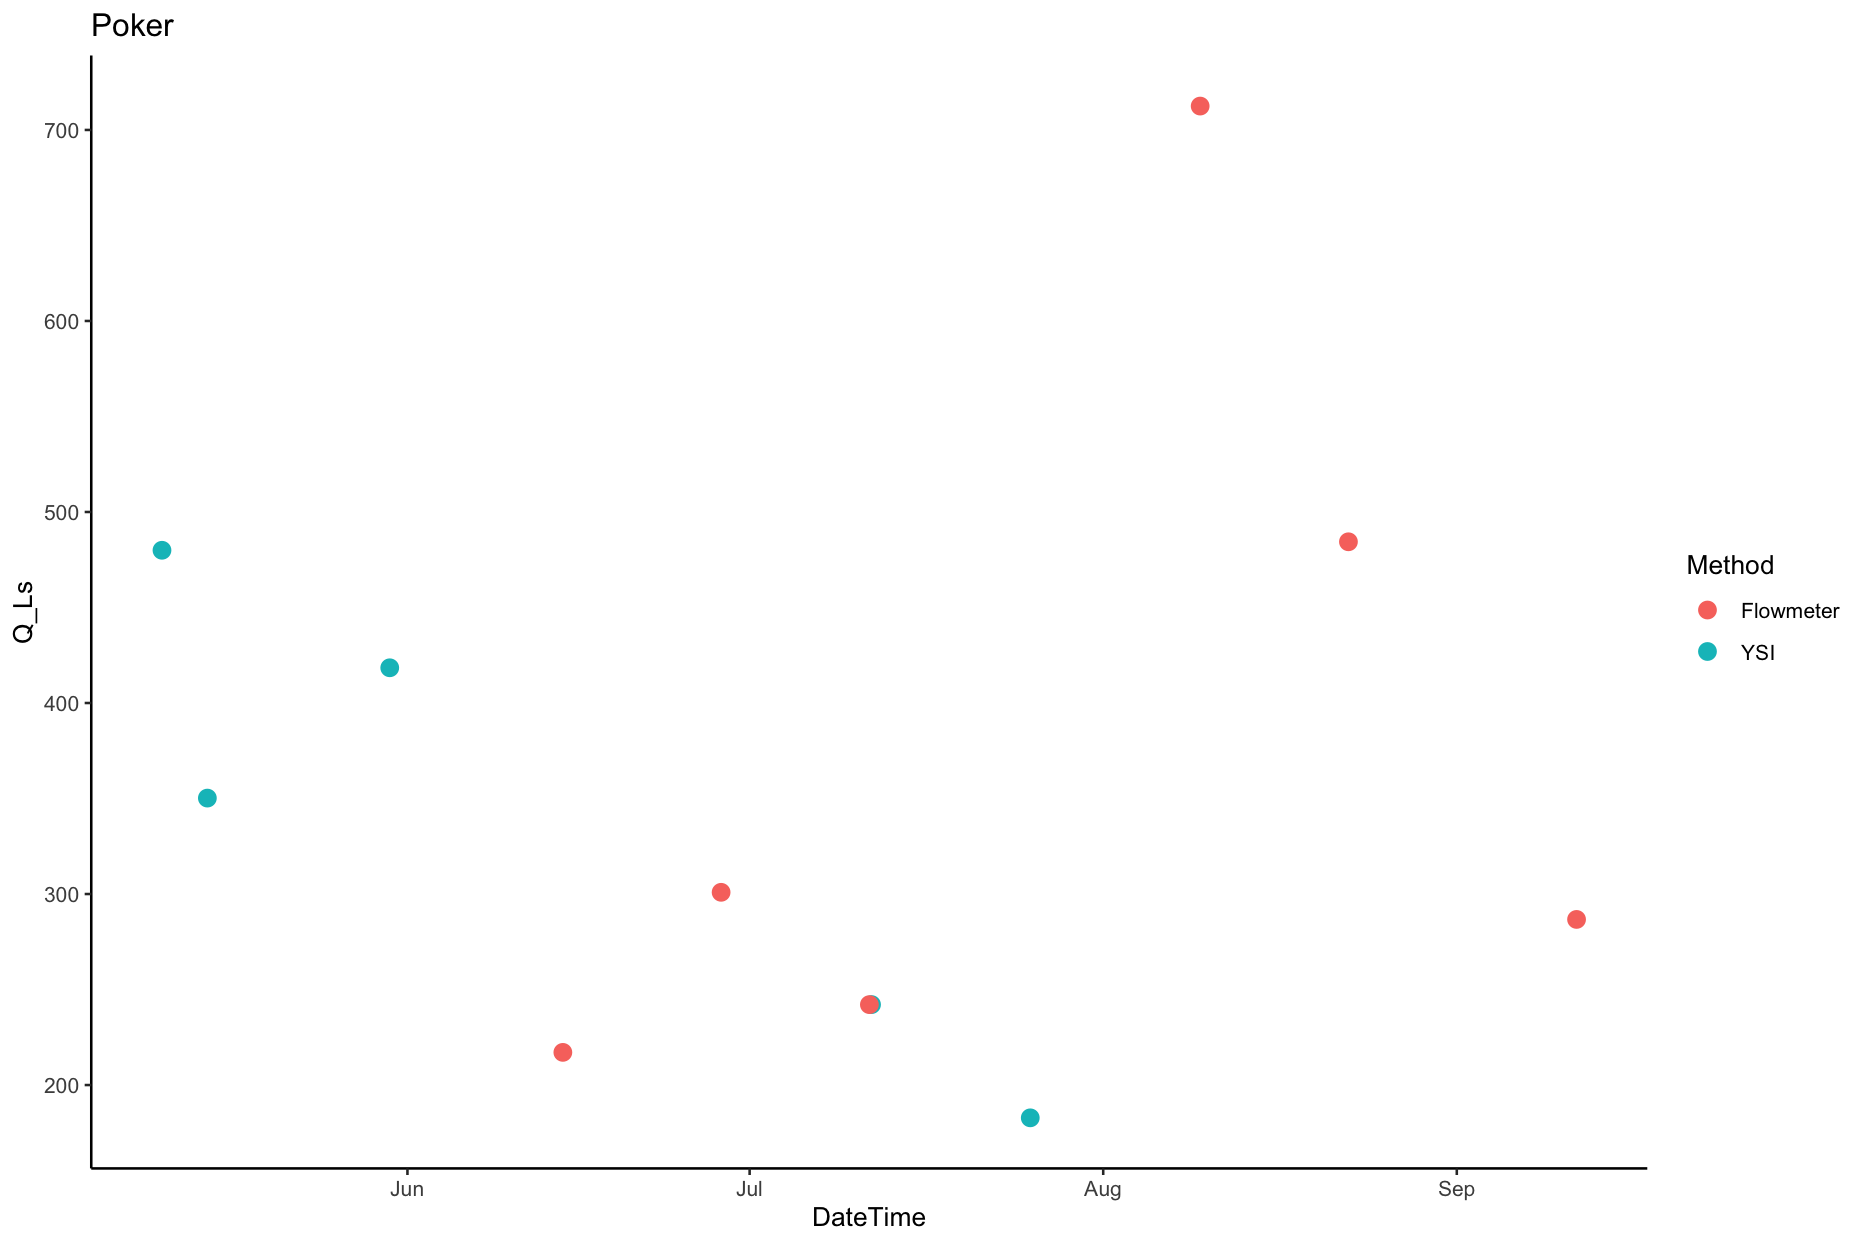 Poker
700
600
500
400
300
200
Q_Ls
Jun Jul Aug Sep
DateTime
Method
Flowmeter
YSI